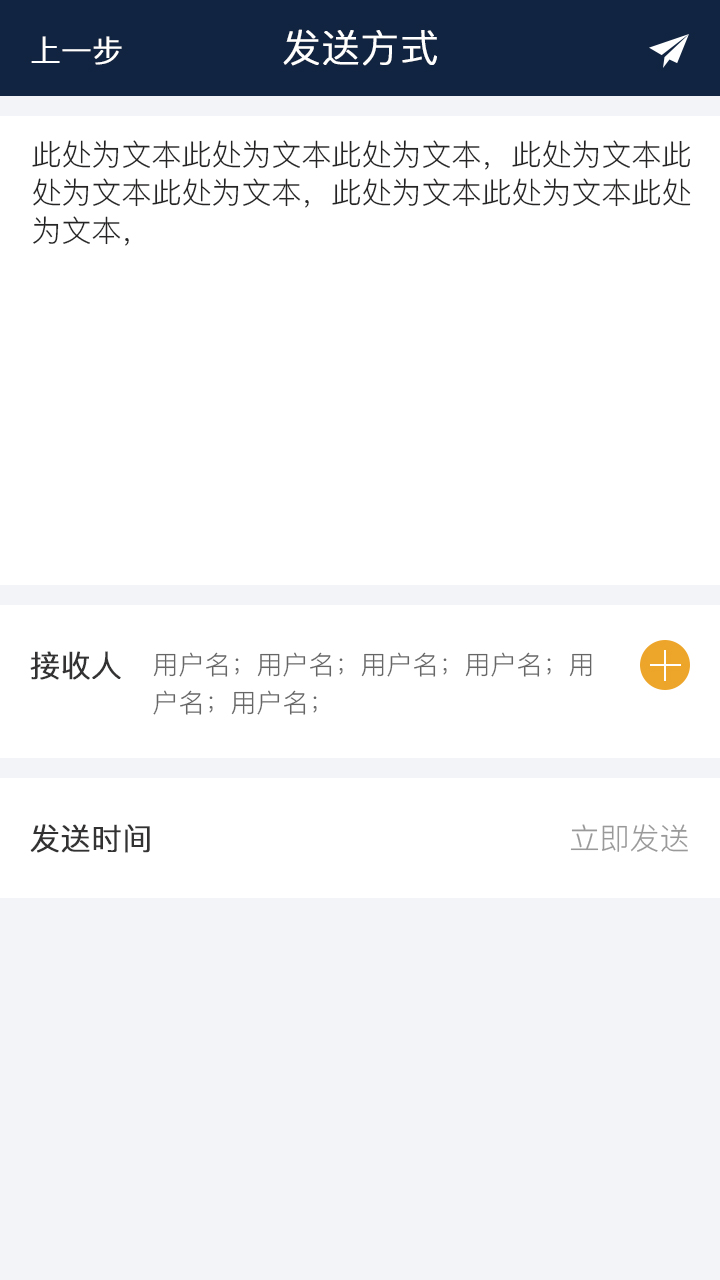 上一步
发送方式
此处为文本此处为文本此处为文本，此处为文本此
处为文本此处为文本，此处为文本此处为文本此处
为文本，
接收人
用户名；用户名；用户名；用户名；用
户名；用户名；
发送时间
立即发送